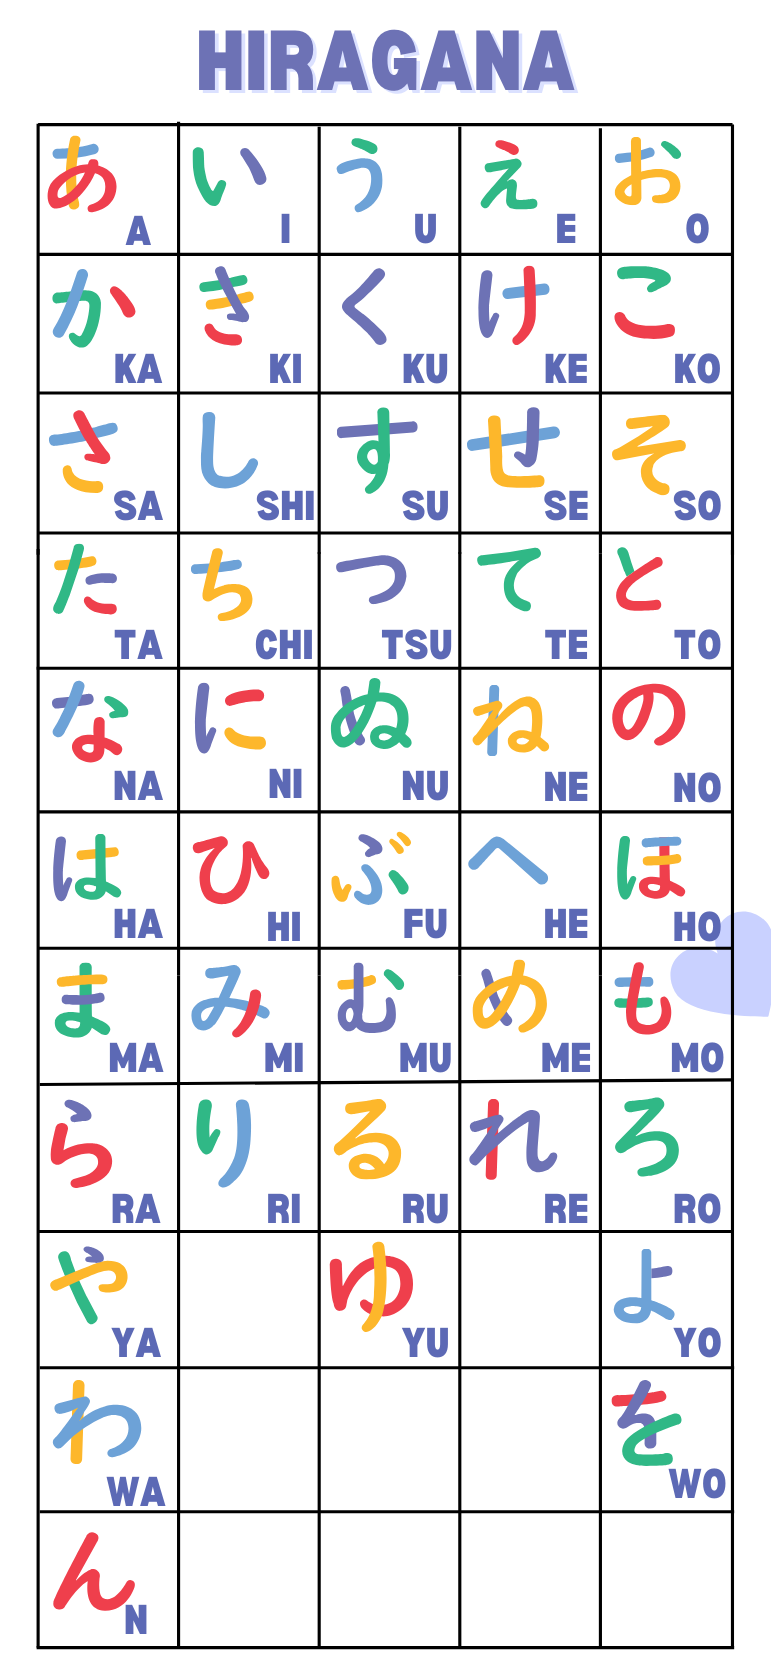 HIRAGANA
あ A い I う U え E お O
か KA き KI く KU け KE こ KO
さ SA し SHI す SU せ SE そ SO
た TA ち CHI つ TSU て TE と TO
な NA に NI ぬ NU ね NE の NO
は HA ひ HI ぶ FU へ HE ほ HO
ま MA み MI む MU め ME も MO
ら RA り RI る RU れ RE ろ RO
や YA ゆ YU よ YO
わ WA を WO
ん N